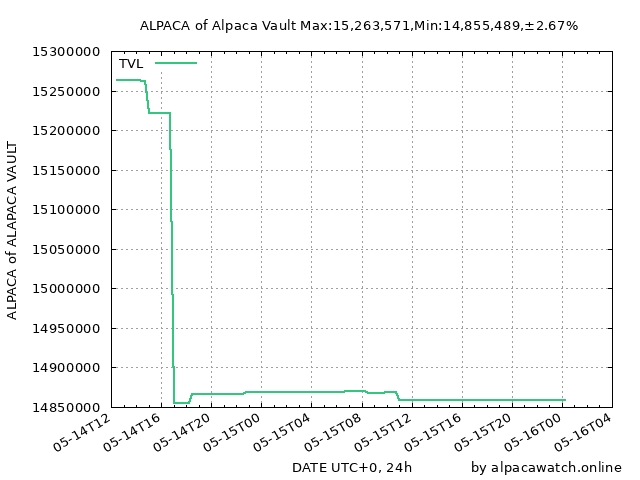 ALPACA of Alpaca Vault Max:15,263,571,Min:14,855,489,±2.67%
TVL
15300000
15250000
15200000
15150000
15100000
15050000
15000000
14950000
14900000
14850000
ALPACA of ALAPACA VAULT
05-14T12
05-14T16
05-14T20
05-15T00
05-15T04
05-15T08
05-15T12
05-15T16
05-15T20
05-16T00
05-16T04
DATE UTC+0, 24h
by alpacawatch.online